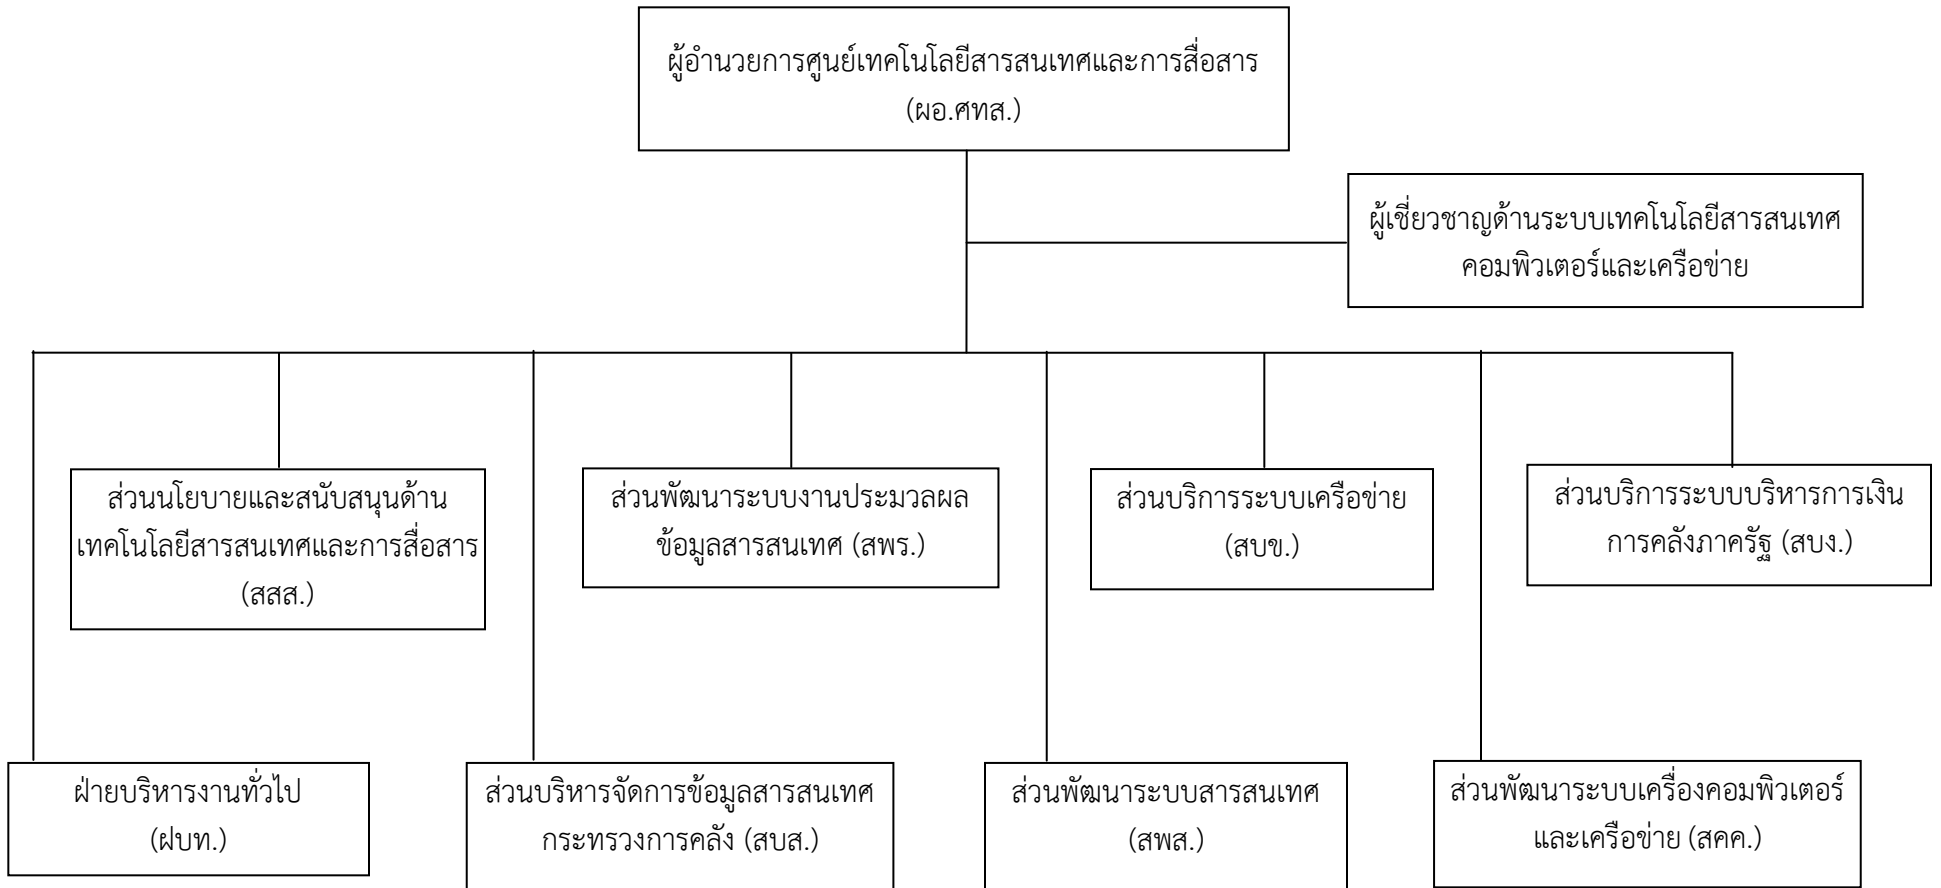 ผู้อำนวยการศูนย์เทคโนโลยีสารสนเทศและการสื่อสาร
(ผอ.ศทส.)
ผู้เชี่ยวชาญด้านระบบเทคโนโลยีสารสนเทศ
คอมพิวเตอร์และเครือข่าย
ส่วนนโยบายและสนับสนุนด้าน
เทคโนโลยีสารสนเทศและการสื่อสาร
(สสส.)
ส่วนพัฒนาระบบงานประมวลผล
ข้อมูลสารสนเทศ (สพร.)
ส่วนบริการระบบเครือข่าย
(สบข.)
ส่วนบริการระบบบริหารการเงิน
การคลังภาครัฐ (สบง.)
ฝ่ายบริหารงานทั่วไป
(ฝบท.)
ส่วนบริหารจัดการข้อมูลสารสนเทศ
กระทรวงการคลัง (สบส.)
ส่วนพัฒนาระบบสารสนเทศ
(สพส.)
ส่วนพัฒนาระบบเครื่องคอมพิวเตอร์
และเครือข่าย (สคค.)